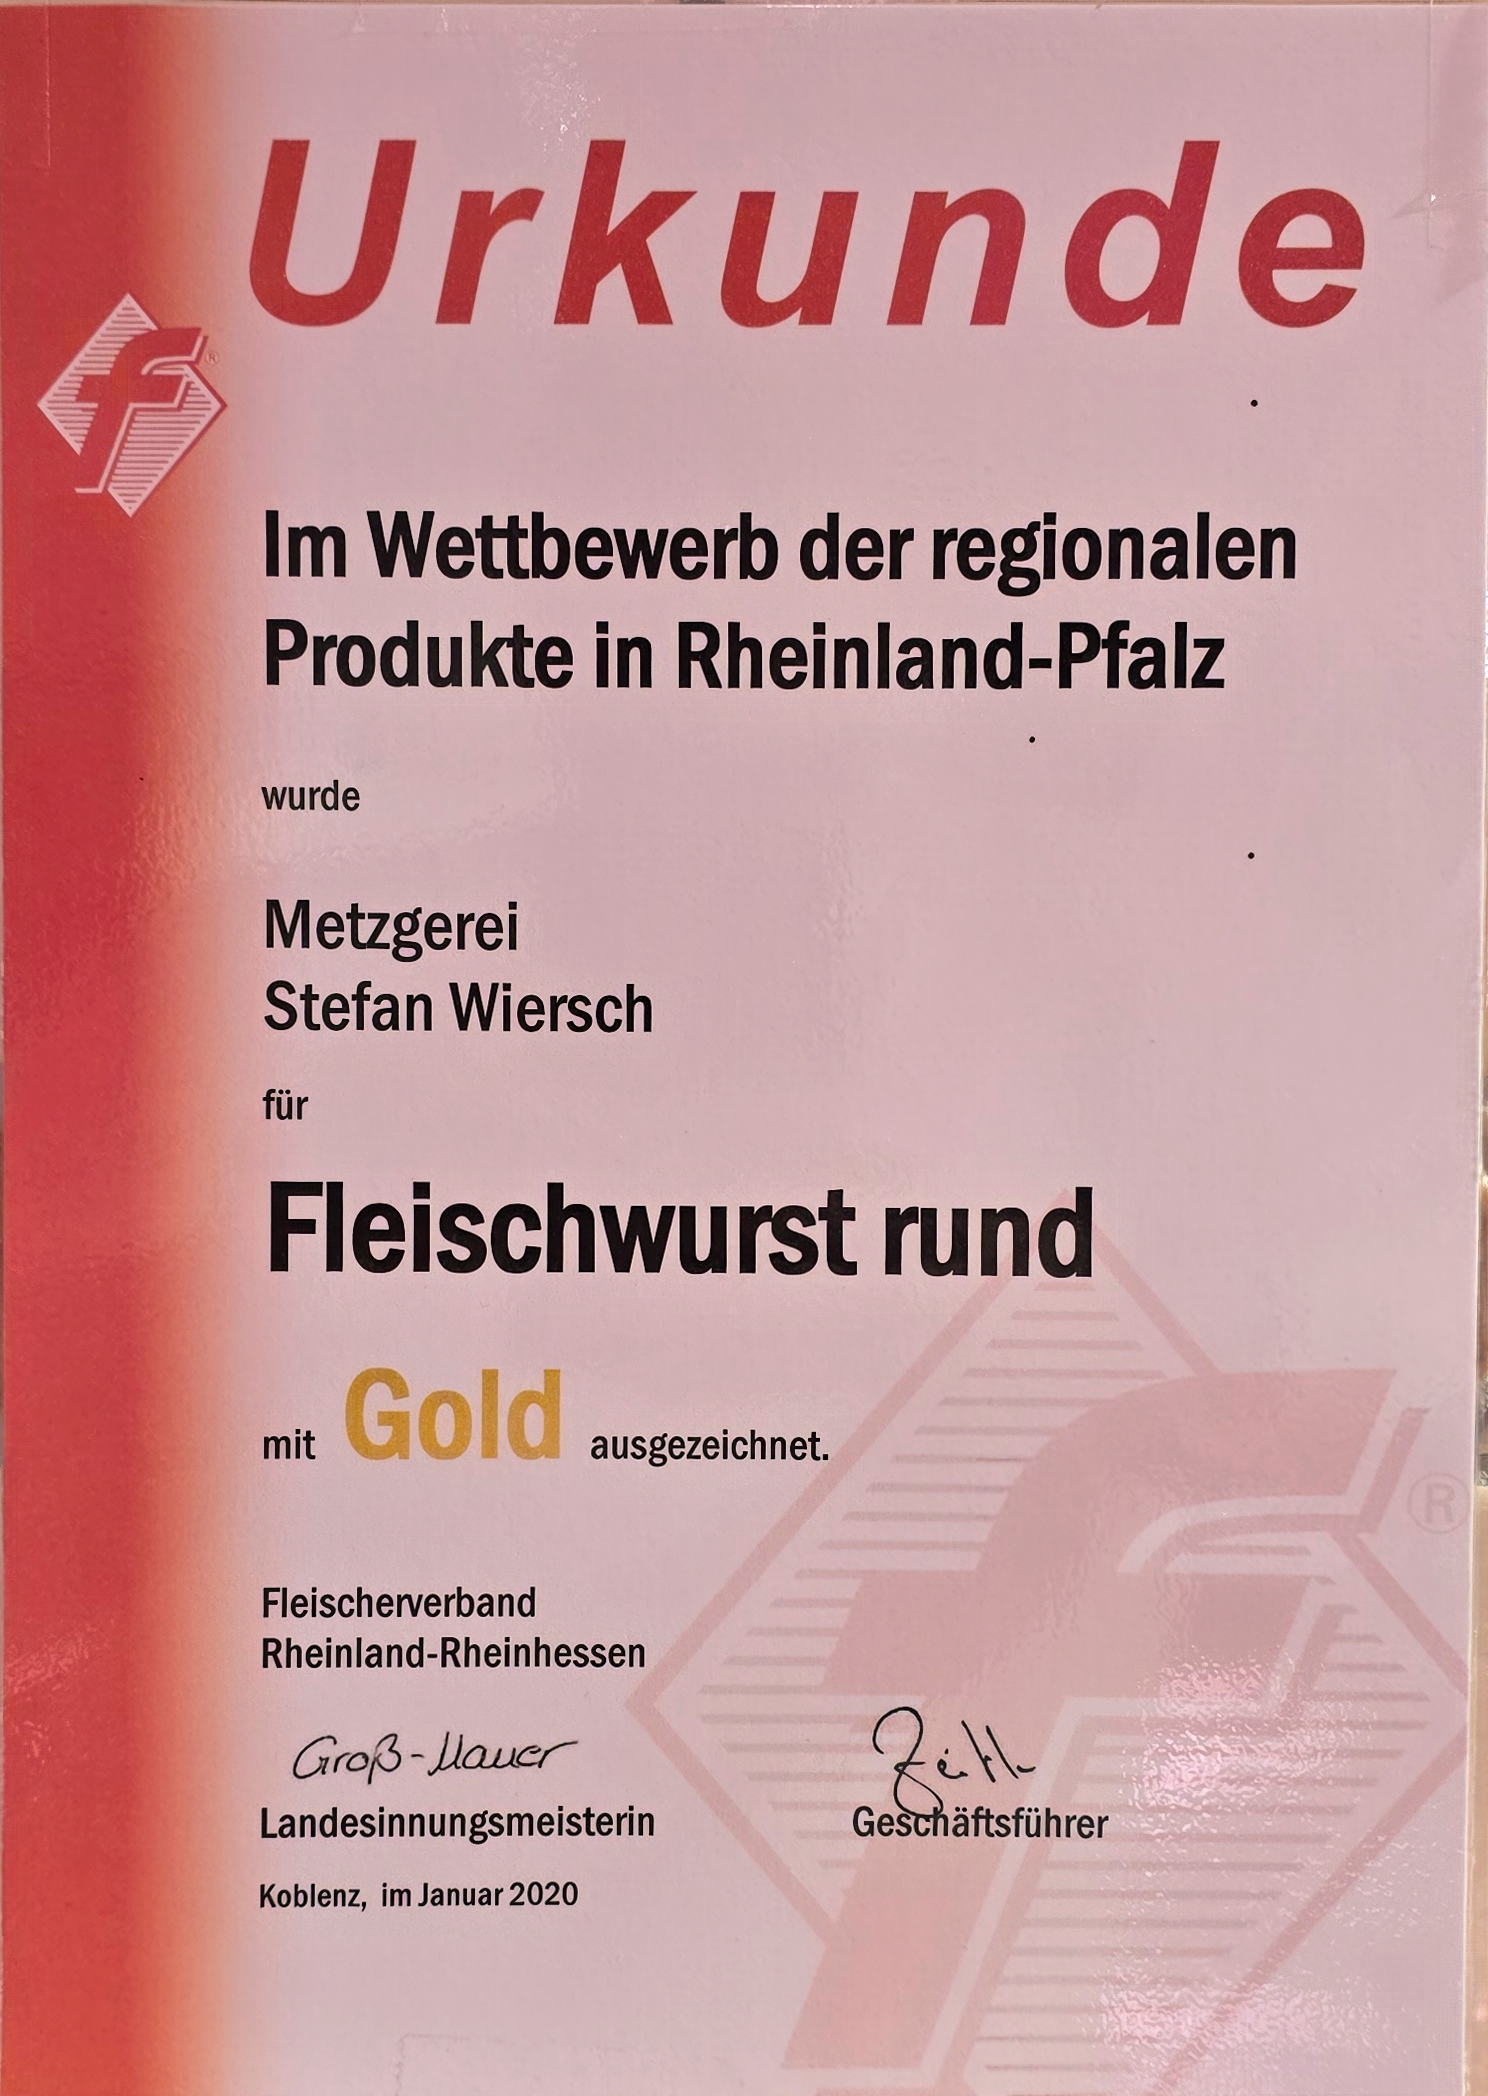 Urkunde
f®
Im Wettbewerb der regionalen
Produkte in Rheinland-Pfalz
wurde
Metzgerei
Stefan Wiersch
für
Fleischwurst rund
mit Gold ausgezeichnet.
f®
Fleischerverband
Rheinland-Rheinhessen
Groß-Mauer
Landesinnungsmeisterin Geschäftsführer
Koblenz, im Januar 2020